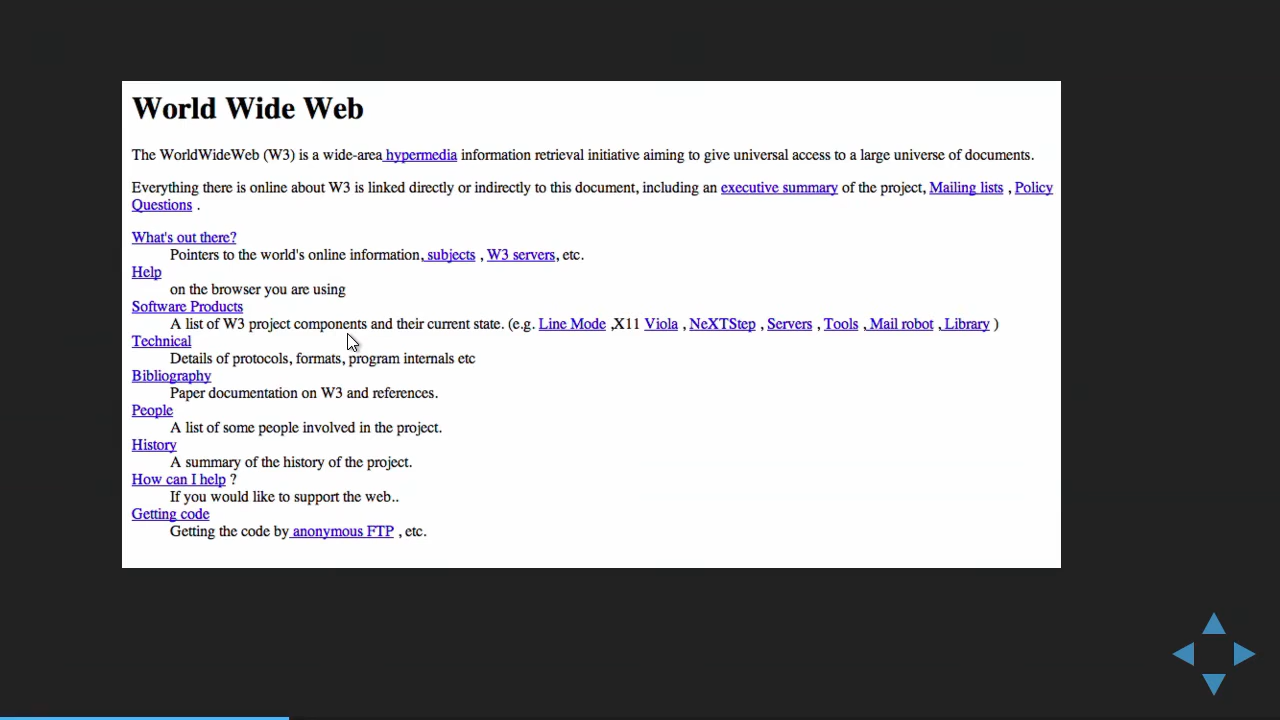 World Wide Web
The WorldWideWeb (W3) is a wide-area hypermedia information retrieval initiative aiming to give universal access to a large universe of documents.
Everything there is online about W3 is linked directly or indirectly to this document, including an executive summary of the project, Mailing lists , Policy
Questions .
What's out there?
Pointers to the world's online information, subjects , W3 servers, etc.
Help
on the browser you are using
Software Products
A list of W3 project components and their current state. (e.g. Line Mode ,X11 Viola , NeXTStep , Servers , Tools , Mail robot , Library )
Technical
Details of protocols, formats, program internals etc
Bibliography
Paper documentation on W3 and references.
People
A list of some people involved in the project.
History
A summary of the history of the project.
How can I help ?
If you would like to support the web..
Getting code
Getting the code by anonymous FTP , etc.